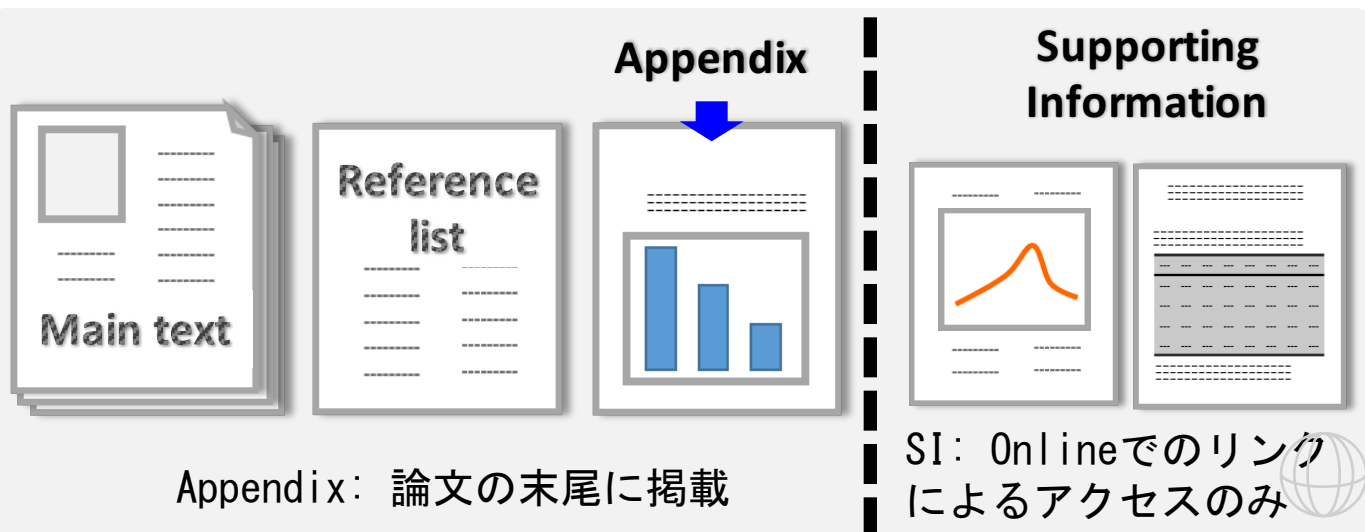 Appendix
Supporting
Information
Main text
Reference
list
Appendix: 論文の末尾に掲載
SI: Onlineでのリンク
によるアクセスのみ